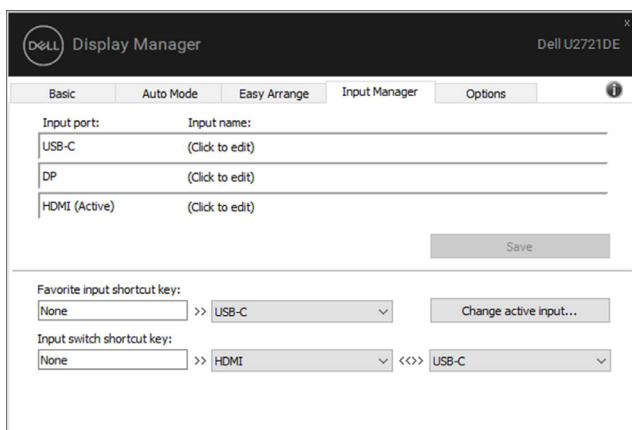 x
DELL Display Manager Dell U2721DE
Basic Auto Mode Easy Arrange Input Manager Options i
Input port: Input name:
USB-C (Click to edit)
DP (Click to edit)
HDMI (Active) (Click to edit)
Save
Favorite input shortcut key:
None >> USB-C Change active input...
Input switch shortcut key:
None >> HDMI <<>> USB-C